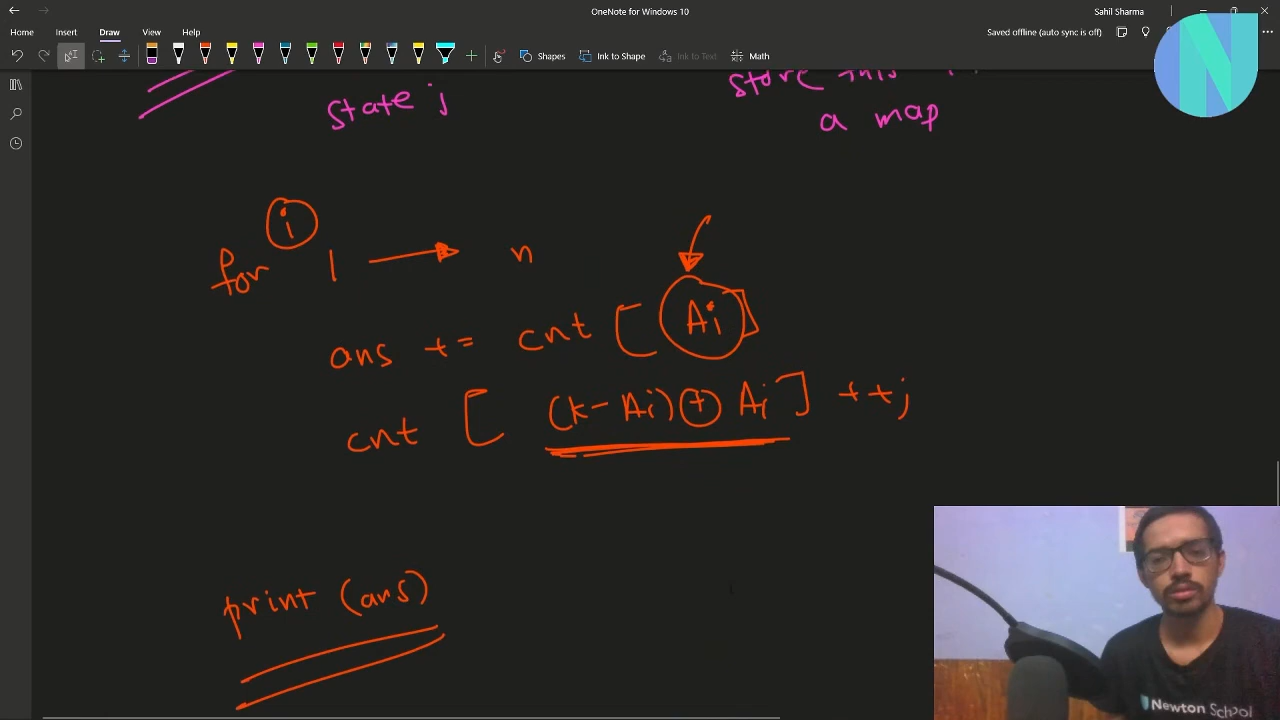 OneNote for Windows 10
Sahil Sharma
Home Insert Draw View Help
Saved offline (auto sync is off)
Shapes Ink to Shape Ink to Text Math
store this
state j
a map
i
for 1 → n
ans += cnt [Ai]
cnt [(k-Ai) ⊕ Ai] ++;
print (ans)
Newton School